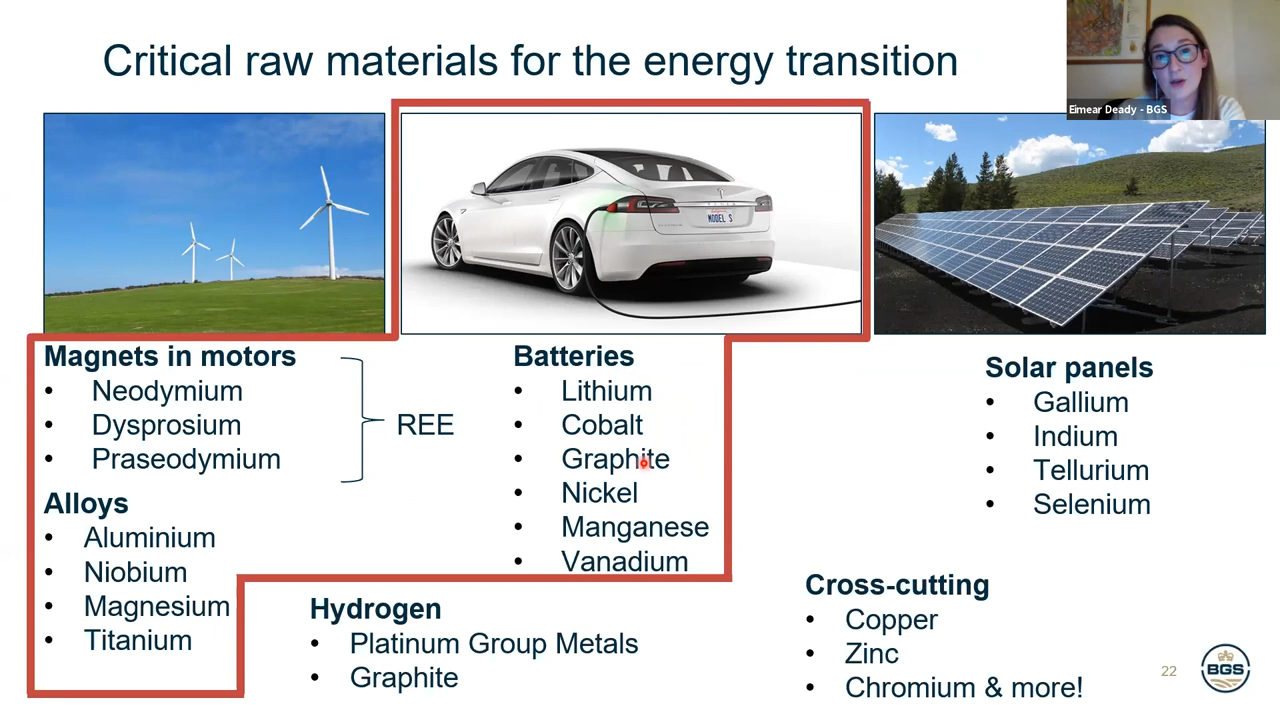 Critical raw materials for the energy transition
Eimear Deady - BGS
MODEL S
Magnets in motors
• Neodymium
• Dysprosium
• Praseodymium
REE
Alloys
• Aluminium
• Niobium
• Magnesium
• Titanium
Batteries
• Lithium
• Cobalt
• Graphite
• Nickel
• Manganese
• Vanadium
Solar panels
• Gallium
• Indium
• Tellurium
• Selenium
Hydrogen
• Platinum Group Metals
• Graphite
Cross-cutting
• Copper
• Zinc
• Chromium & more!
22
BGS